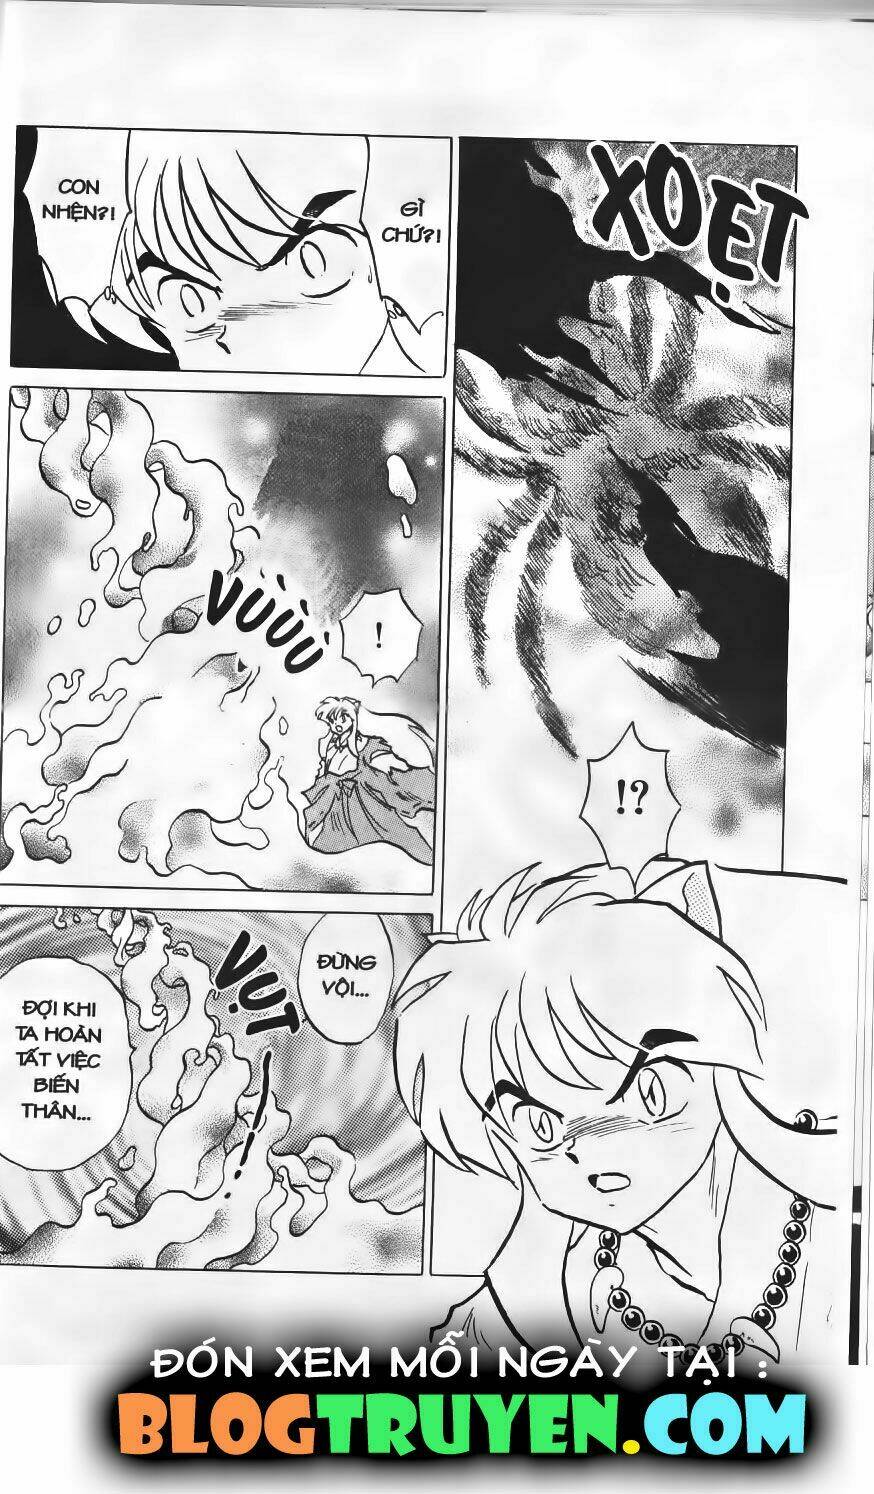 XOẸT
!?
GÌ
CHỨ?!
CON
NHỆN?!
!
VÙÙÙÙ
ĐỪNG
VỘI...
VỤT
ĐỢI KHI
TA HOÀN
TẤT VIỆC
BIẾN
THÂN...
ĐÓN XEM MỖI NGÀY TẠI :
BLOGTRUYEN.COM